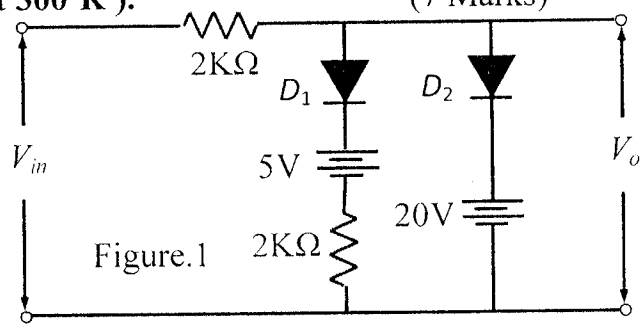 t 300 K ).
(7 Marks)
2KΩ
D₁
D₂
Vin
5V
Vo
20V
2KΩ
Figure.1